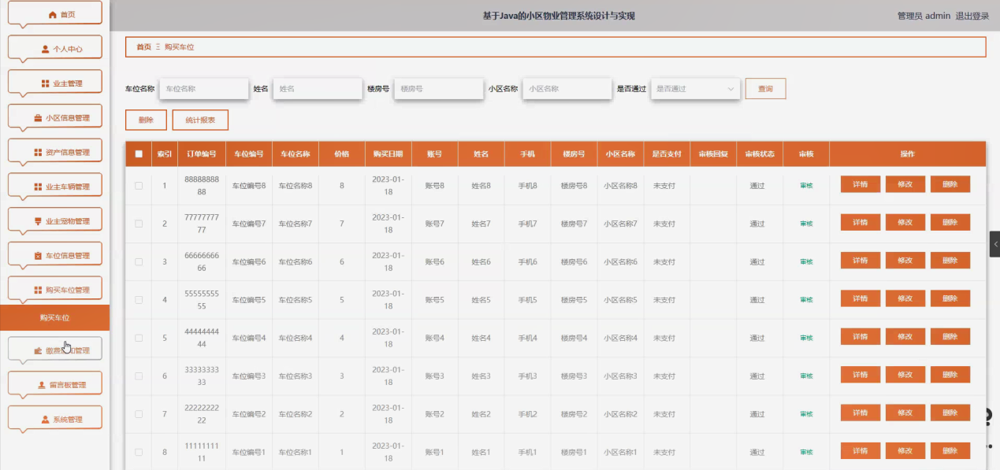 首页
基于Java的小区物业管理系统设计与实现
管理员 admin 退出登录
个人中心
业主管理
小区信息管理
资产信息管理
业主车辆管理
业主宠物管理
车位信息管理
购买车位管理
购买车位
缴费 管理
留言板管理
系统管理
首页 购买车位
车位名称 车位名称 姓名 姓名 楼房号 楼房号 小区名称 小区名称 是否通过 是否通过 查询
删除 统计报表
索引 订单编号 车位编号 车位名称 价格 购买日期 账号 姓名 手机 楼房号 小区名称 是否支付 审核回复 审核状态 审核 操作
1 8888888888 车位编号8 车位名称8 8 2023-01-18 账号8 姓名8 手机8 楼房号8 小区名称8 未支付 通过 审核 详情 修改 删除
2 7777777777 车位编号7 车位名称7 7 2023-01-18 账号7 姓名7 手机7 楼房号7 小区名称7 未支付 通过 审核 详情 修改 删除
3 6666666666 车位编号6 车位名称6 6 2023-01-18 账号6 姓名6 手机6 楼房号6 小区名称6 未支付 通过 审核 详情 修改 删除
4 5555555555 车位编号5 车位名称5 5 2023-01-18 账号5 姓名5 手机5 楼房号5 小区名称5 未支付 通过 审核 详情 修改 删除
5 4444444444 车位编号4 车位名称4 4 2023-01-18 账号4 姓名4 手机4 楼房号4 小区名称4 未支付 通过 审核 详情 修改 删除
6 3333333333 车位编号3 车位名称3 3 2023-01-18 账号3 姓名3 手机3 楼房号3 小区名称3 未支付 通过 审核 详情 修改 删除
7 2222222222 车位编号2 车位名称2 2 2023-01-18 账号2 姓名2 手机2 楼房号2 小区名称2 未支付 通过 审核 详情 修改 删除
8 1111111111 车位编号1 车位名称1 1 2023-01-18 账号1 姓名1 手机1 楼房号1 小区名称1 未支付 通过 审核 详情 修改 删除